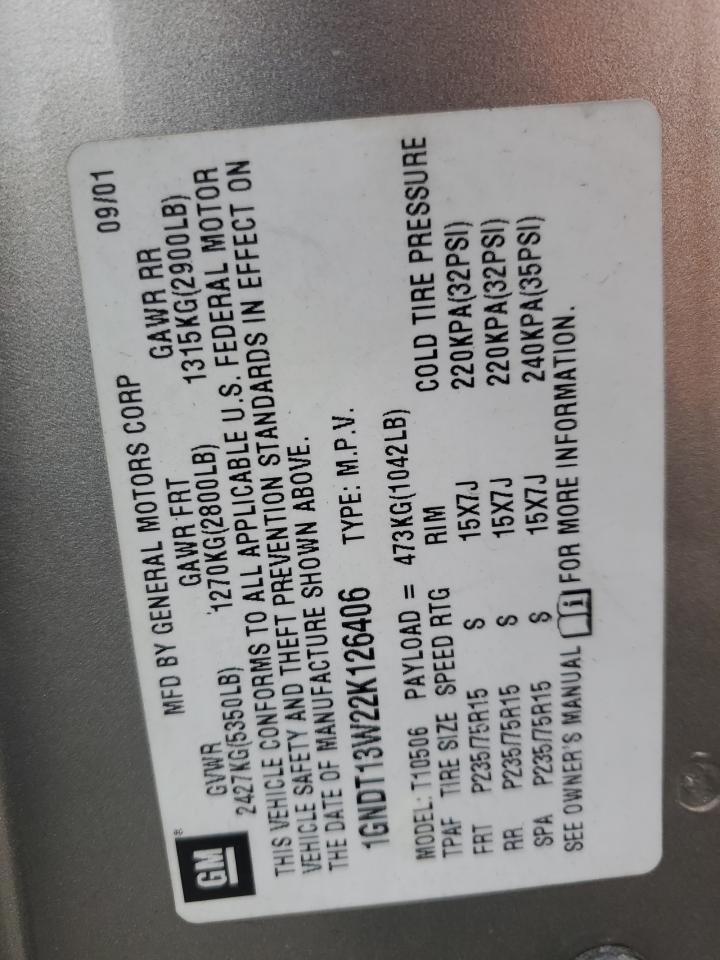 GM®
MFD BY GENERAL MOTORS CORP 09/01
GVWR GAWR FRT GAWR RR
2427KG(5350LB) 1270KG(2800LB) 1315KG(2900LB)
THIS VEHICLE CONFORMS TO ALL APPLICABLE U.S. FEDERAL MOTOR
VEHICLE SAFETY AND THEFT PREVENTION STANDARDS IN EFFECT ON
THE DATE OF MANUFACTURE SHOWN ABOVE.
1GNDT13W22K126406 TYPE: M.P.V.
MODEL: T10506 PAYLOAD = 473KG(1042LB)
TPAF TIRE SIZE SPEED RTG RIM COLD TIRE PRESSURE
FRT P235/75R15 S 15X7J 220KPA(32PSI)
RR P235/75R15 S 15X7J 220KPA(32PSI)
SPA P235/75R15 S 15X7J 240KPA(35PSI)
SEE OWNER'S MANUAL i FOR MORE INFORMATION.